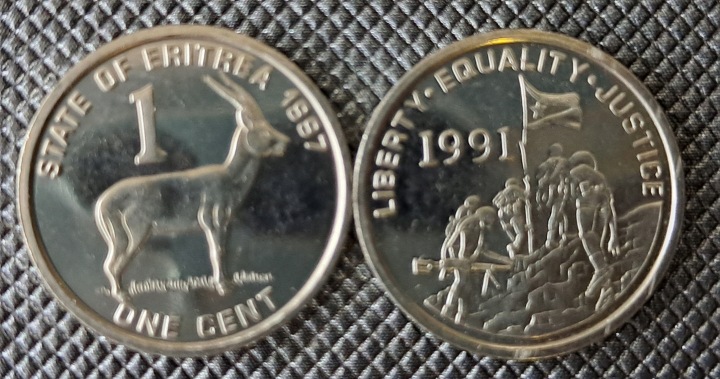 STATE OF ERITREA 1997
1
ONE CENT
LIBERTY · EQUALITY · JUSTICE
1991